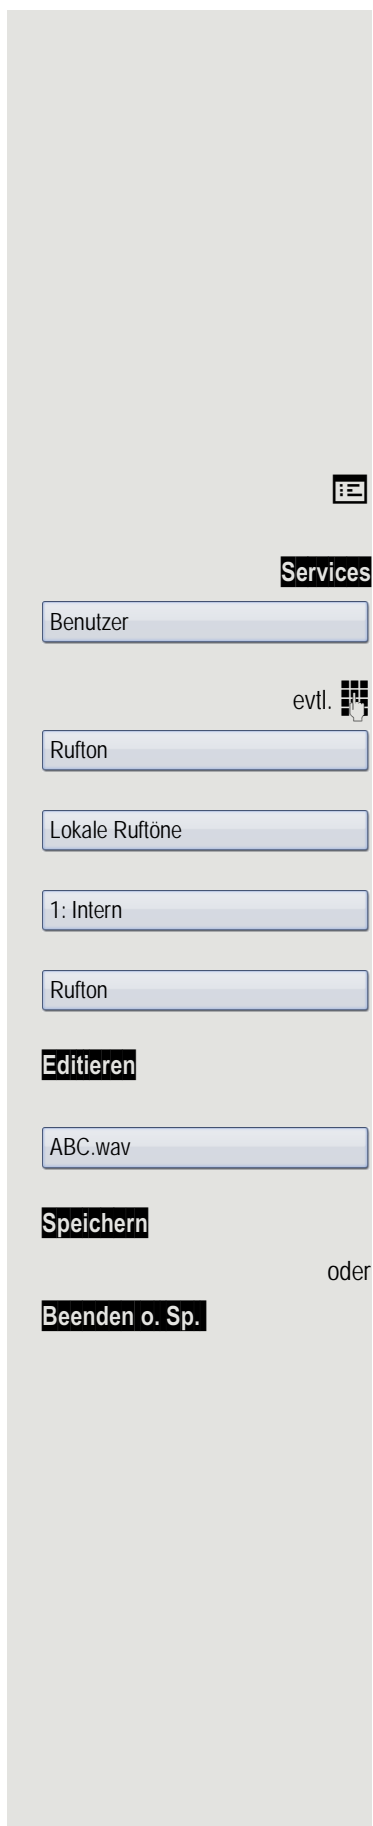 Services
Benutzer
evtl.
Rufton
Lokale Ruftöne
1: Intern
Rufton
Editieren
ABC.wav
Speichern
oder
Beenden o. Sp.